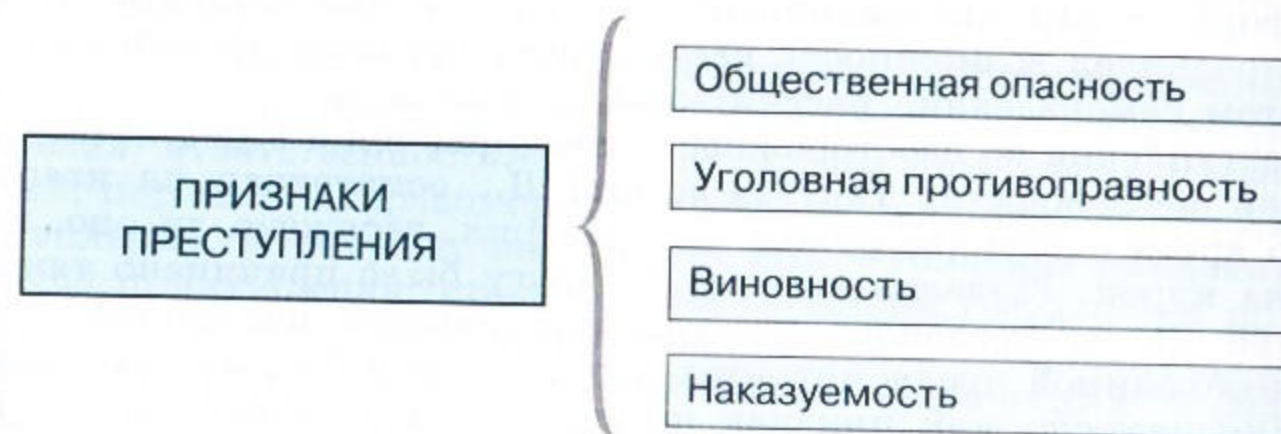 ПРИЗНАКИ
ПРЕСТУПЛЕНИЯ
Общественная опасность
Уголовная противоправность
Виновность
Наказуемость